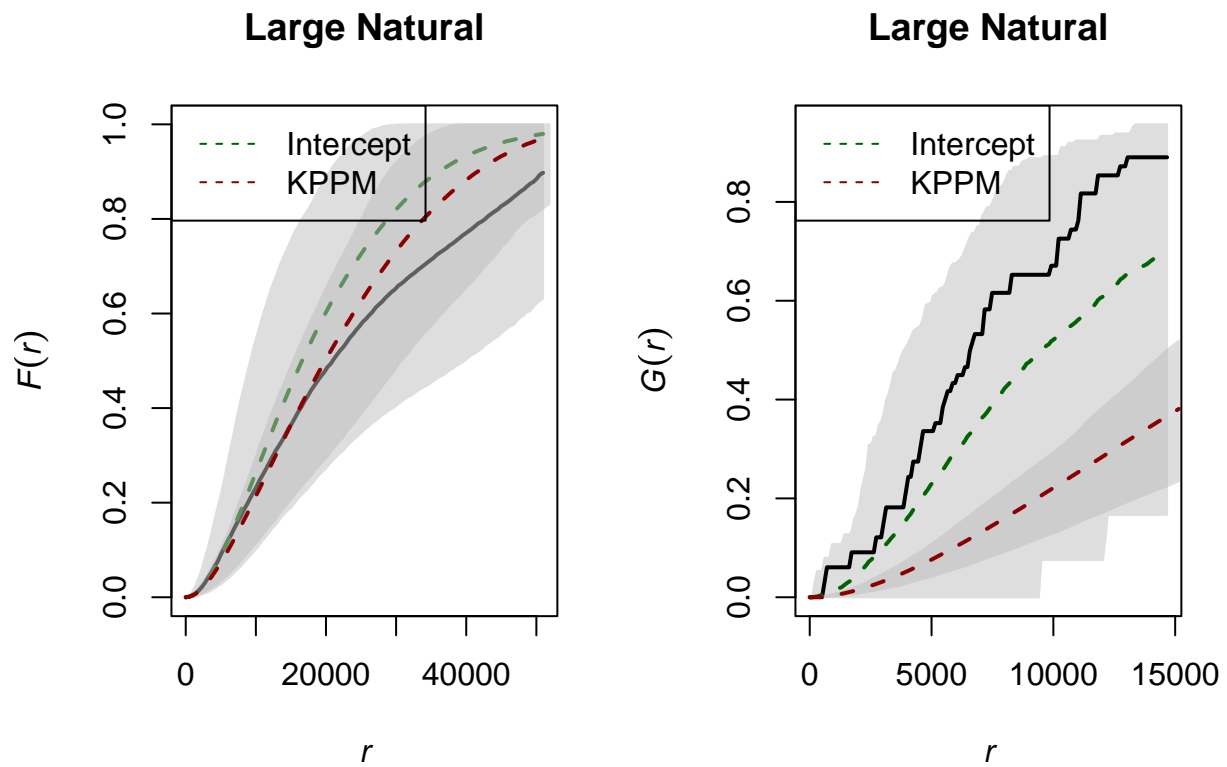 Large Natural
Intercept
KPPM
F(r)
0.0
0.2
0.4
0.6
0.8
1.0
0
20000
40000
r
Large Natural
Intercept
KPPM
G(r)
0.0
0.2
0.4
0.6
0.8
0
5000
10000
15000
r